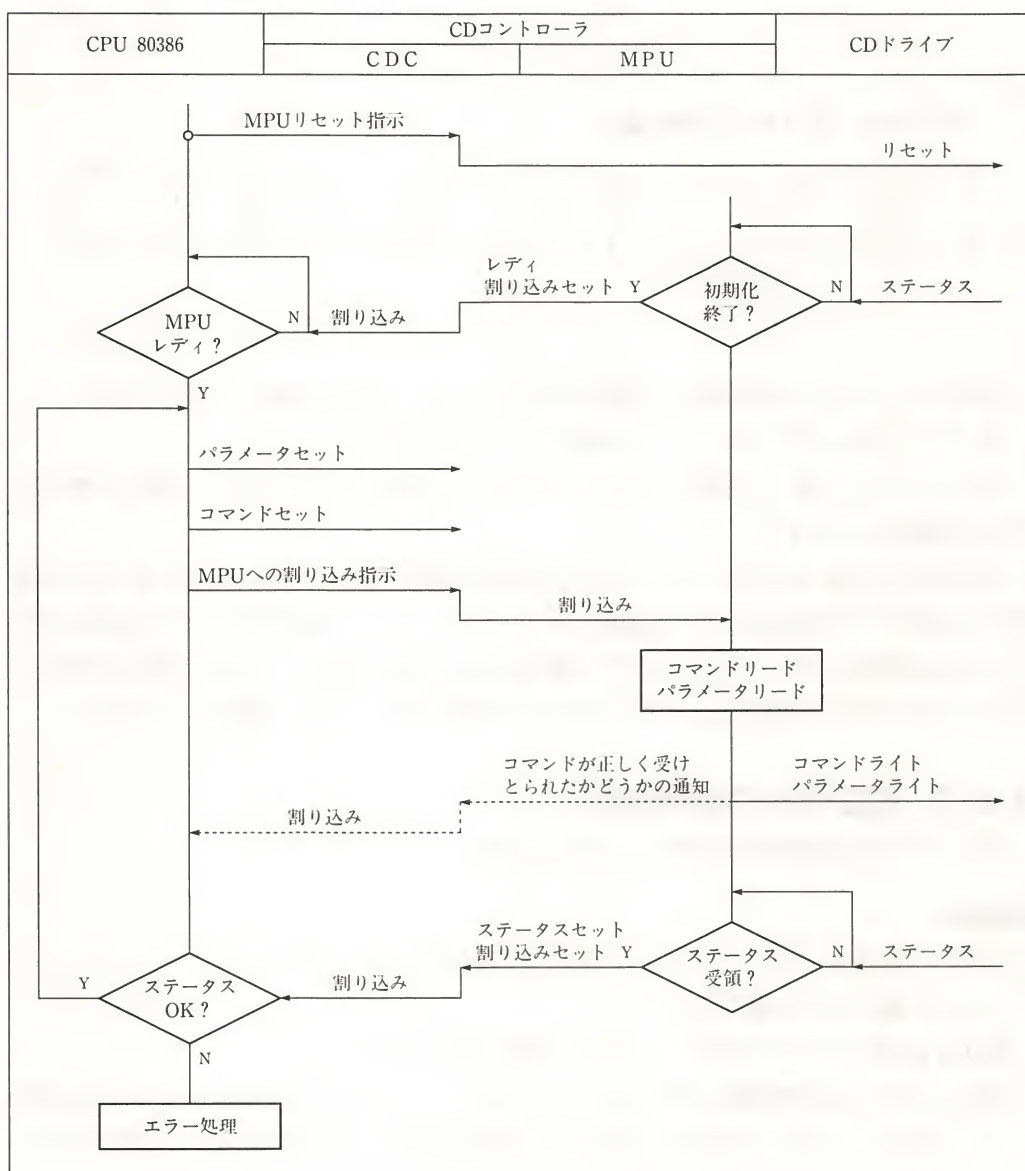 CPU 80386
CDコントローラ
CDC
MPU
CDドライブ
MPUリセット指示
リセット
レディ
割り込みセット
Y
初期化
終了?
N
ステータス
MPU
レディ?
N
割り込み
Y
パラメータセット
コマンドセット
MPUへの割り込み指示
割り込み
コマンドリード
パラメータリード
コマンドが正しく受け
とられたかどうかの通知
コマンドライト
パラメータライト
割り込み
ステータスセット
割り込みセット
Y
ステータス
受領?
N
ステータス
Y
ステータス
OK?
割り込み
N
エラー処理